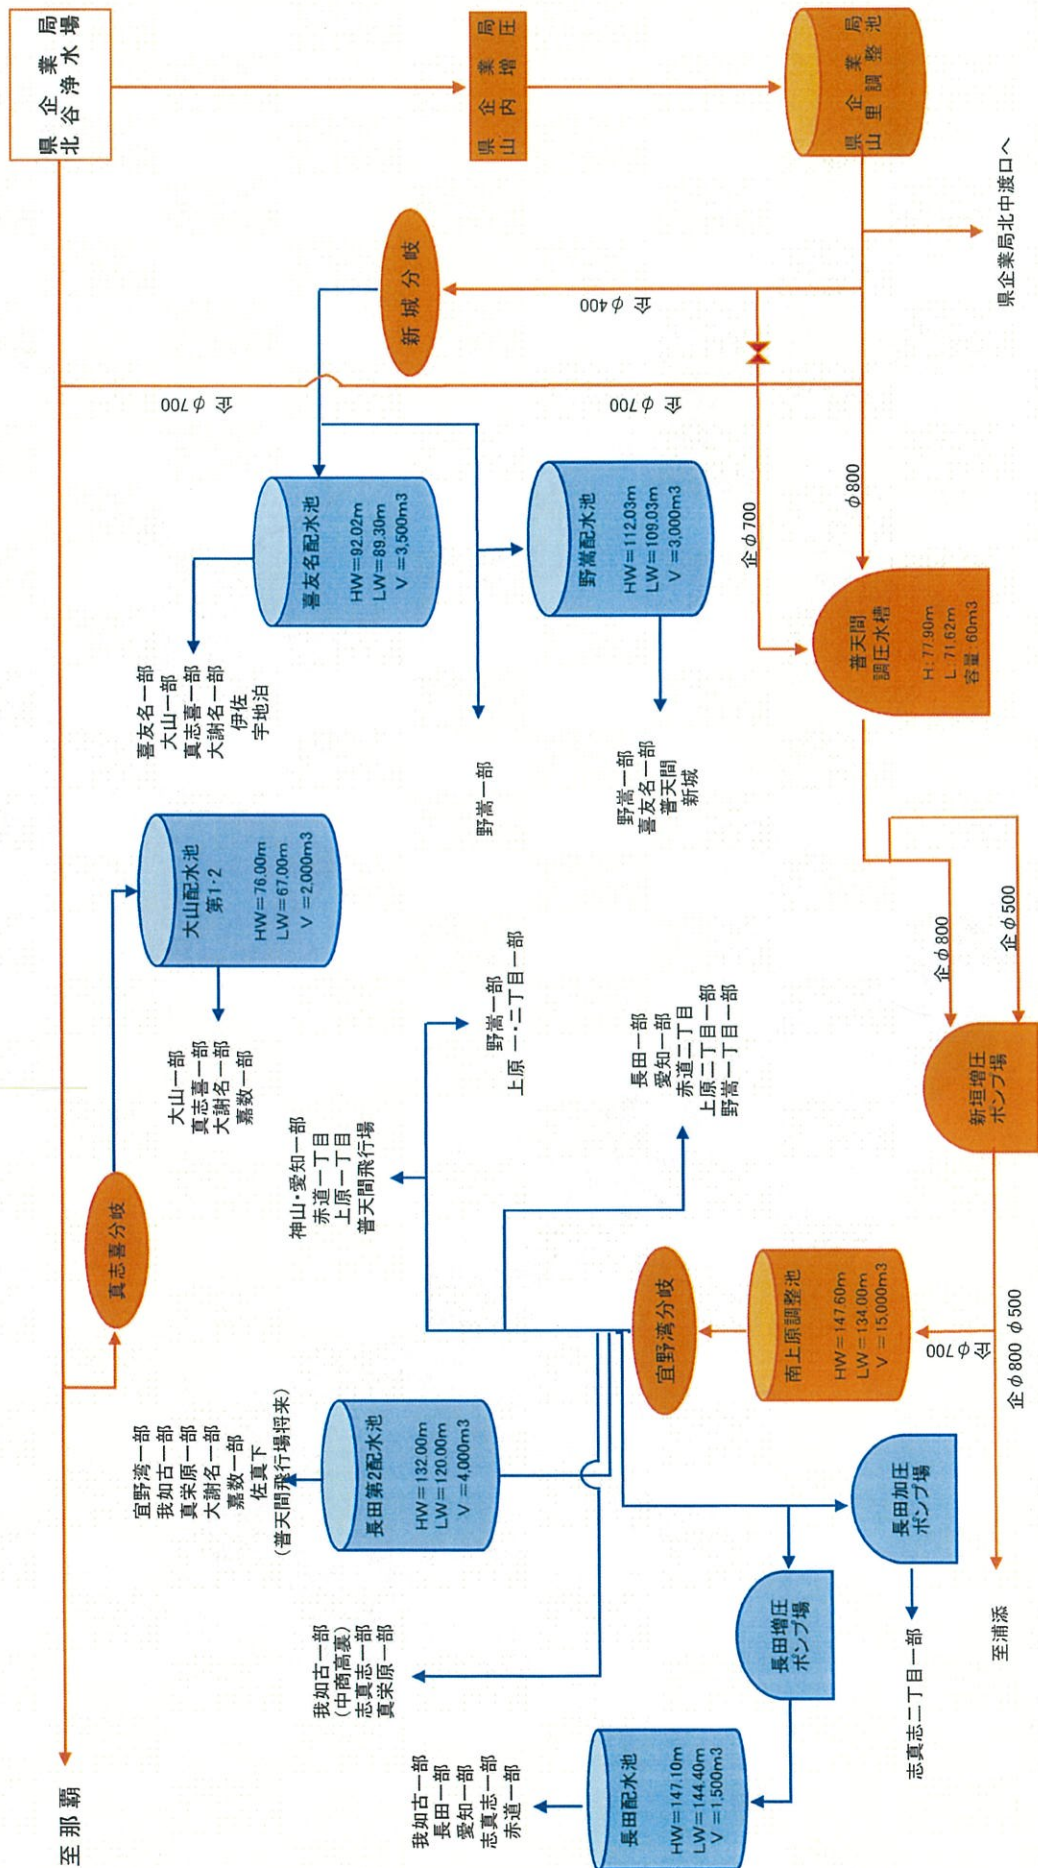 県企業局
北谷浄水場
県企業局
山内増圧
県企業局
山里調整池
県企業局北中渡口へ
新城分岐
企φ400
企φ700
企φ700
企φ700
φ800
喜友名配水池
HW=92.02m
LW=89.30m
V=3,500m3
喜友名一部
大山一部
真志喜一部
大謝名一部
伊佐
宇地泊
野嵩一部
野嵩配水池
HW=112.03m
LW=109.03m
V=3,000m3
野嵩一部
喜友名一部
普天間
新城
普天間
調圧水槽
H:77.90m
L:71.62m
容量:60m3
企φ800
企φ500
新垣増圧
ポンプ場
大山配水池
第1・2
HW=76.00m
LW=67.00m
V=2,000m3
大山一部
真志喜一部
大謝名一部
嘉数一部
真志喜分岐
野嵩一部
上原一・二丁目一部
神山・愛知一部
赤道一丁目
上原一丁目
普天間飛行場
長田一部
愛知一部
赤道二丁目
上原二丁目一部
野嵩一丁目一部
宜野湾分岐
南上原調整池
HW=147.60m
LW=134.00m
V=15,000m3
企φ700
企φ800 φ500
至浦添
長田第2配水池
HW=132.00m
LW=120.00m
V=4,000m3
宜野湾一部
我如古一部
真栄原一部
大謝名一部
嘉数一部
佐真下
(普天間飛行場将来)
我如古一部
(中商高裏)
志真志一部
真栄原一部
長田加圧
ポンプ場
志真志二丁目一部
長田増圧
ポンプ場
長田配水池
HW=147.10m
LW=144.40m
V=1,500m3
我如古一部
長田一部
愛知一部
志真志一部
赤道一部
至那覇